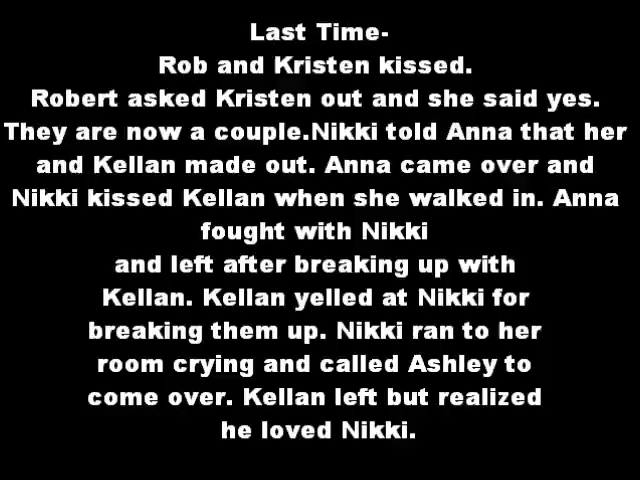 Last Time-
Rob and Kristen kissed.
Robert asked Kristen out and she said yes.
They are now a couple.Nikki told Anna that her
and Kellan made out. Anna came over and
Nikki kissed Kellan when she walked in. Anna
fought with Nikki
and left after breaking up with
Kellan. Kellan yelled at Nikki for
breaking them up. Nikki ran to her
room crying and called Ashley to
come over. Kellan left but realized
he loved Nikki.